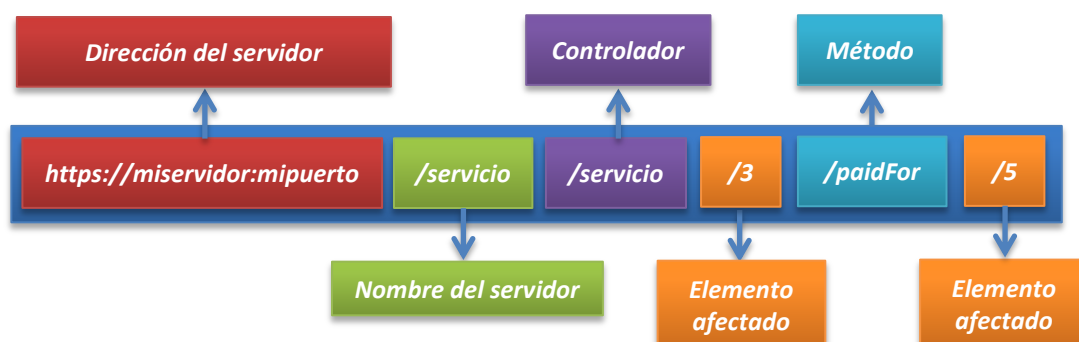 Dirección del servidor
Controlador
Método
https://miservidor:mipuerto
/servicio
/servicio
/3
/paidFor
/5
Nombre del servidor
Elemento
afectado
Elemento
afectado